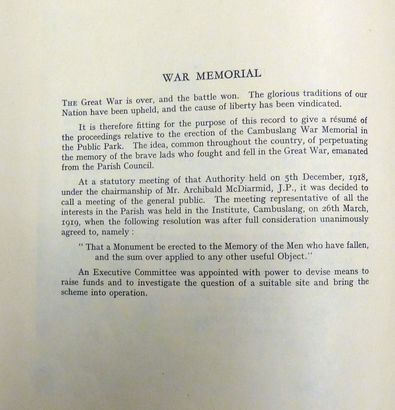 WAR MEMORIAL
THE Great War is over, and the battle won. The glorious traditions of our
Nation have been upheld, and the cause of liberty has been vindicated.
It is therefore fitting for the purpose of this record to give a résumé of
the proceedings relative to the erection of the Cambuslang War Memorial in
the Public Park. The idea, common throughout the country, of perpetuating
the memory of the brave lads who fought and fell in the Great War, emanated
from the Parish Council.
At a statutory meeting of that Authority held on 5th December, 1918,
under the chairmanship of Mr. Archibald McDiarmid, J.P., it was decided to
call a meeting of the general public. The meeting representative of all the
interests in the Parish was held in the Institute, Cambuslang, on 26th March,
1919, when the following resolution was after full consideration unanimously
agreed to, namely :
" That a Monument be erected to the Memory of the Men who have fallen,
and the sum over applied to any other useful Object."
An Executive Committee was appointed with power to devise means to
raise funds and to investigate the question of a suitable site and bring the
scheme into operation.